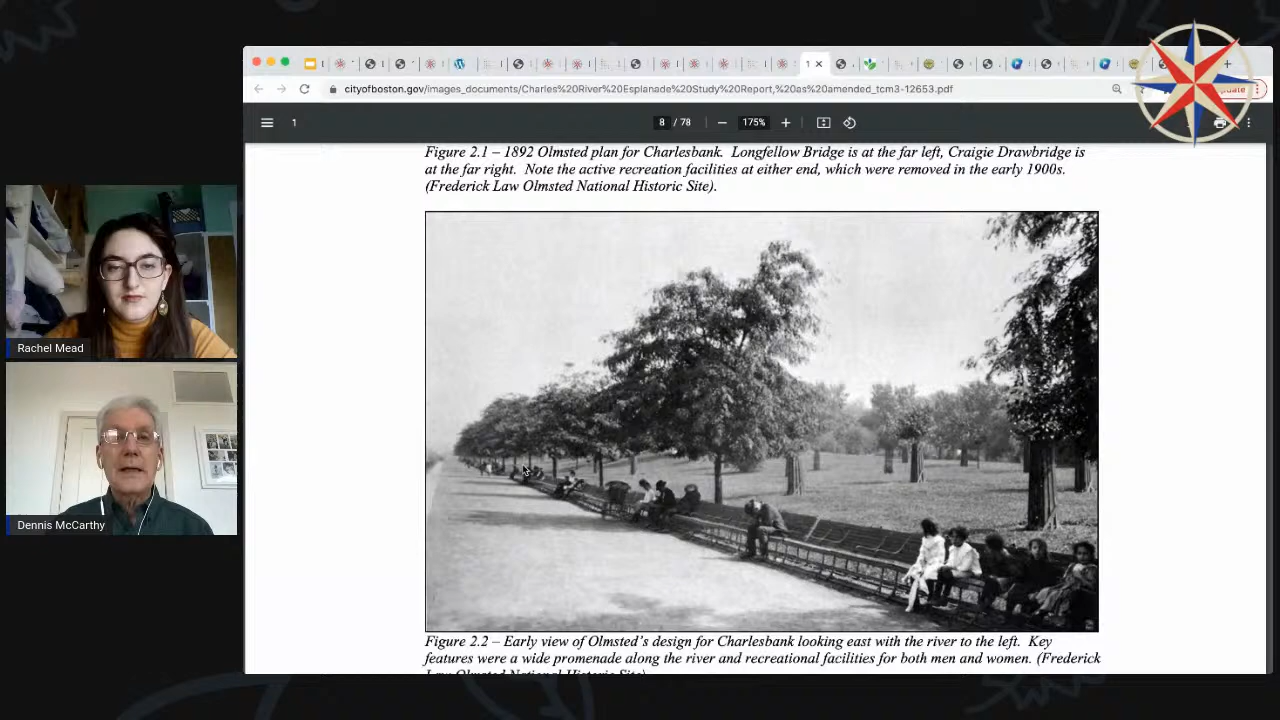 cityofboston.gov/images_documents/Charles%20River%20Esplanade%20Study%20Report,%20as%20amended_tcm3-12653.pdf
1
8 / 78
175%
Figure 2.1 – 1892 Olmsted plan for Charlesbank. Longfellow Bridge is at the far left, Craigie Drawbridge is
at the far right. Note the active recreation facilities at either end, which were removed in the early 1900s.
(Frederick Law Olmsted National Historic Site).
Rachel Mead
Dennis McCarthy
Figure 2.2 – Early view of Olmsted's design for Charlesbank looking east with the river to the left. Key
features were a wide promenade along the river and recreational facilities for both men and women. (Frederick
Law Olmsted National Historic Site)